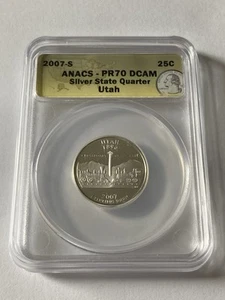 2007-S 25C
ANACS - PR70 DCAM
Silver State Quarter
Utah
UTAH
1896
2007